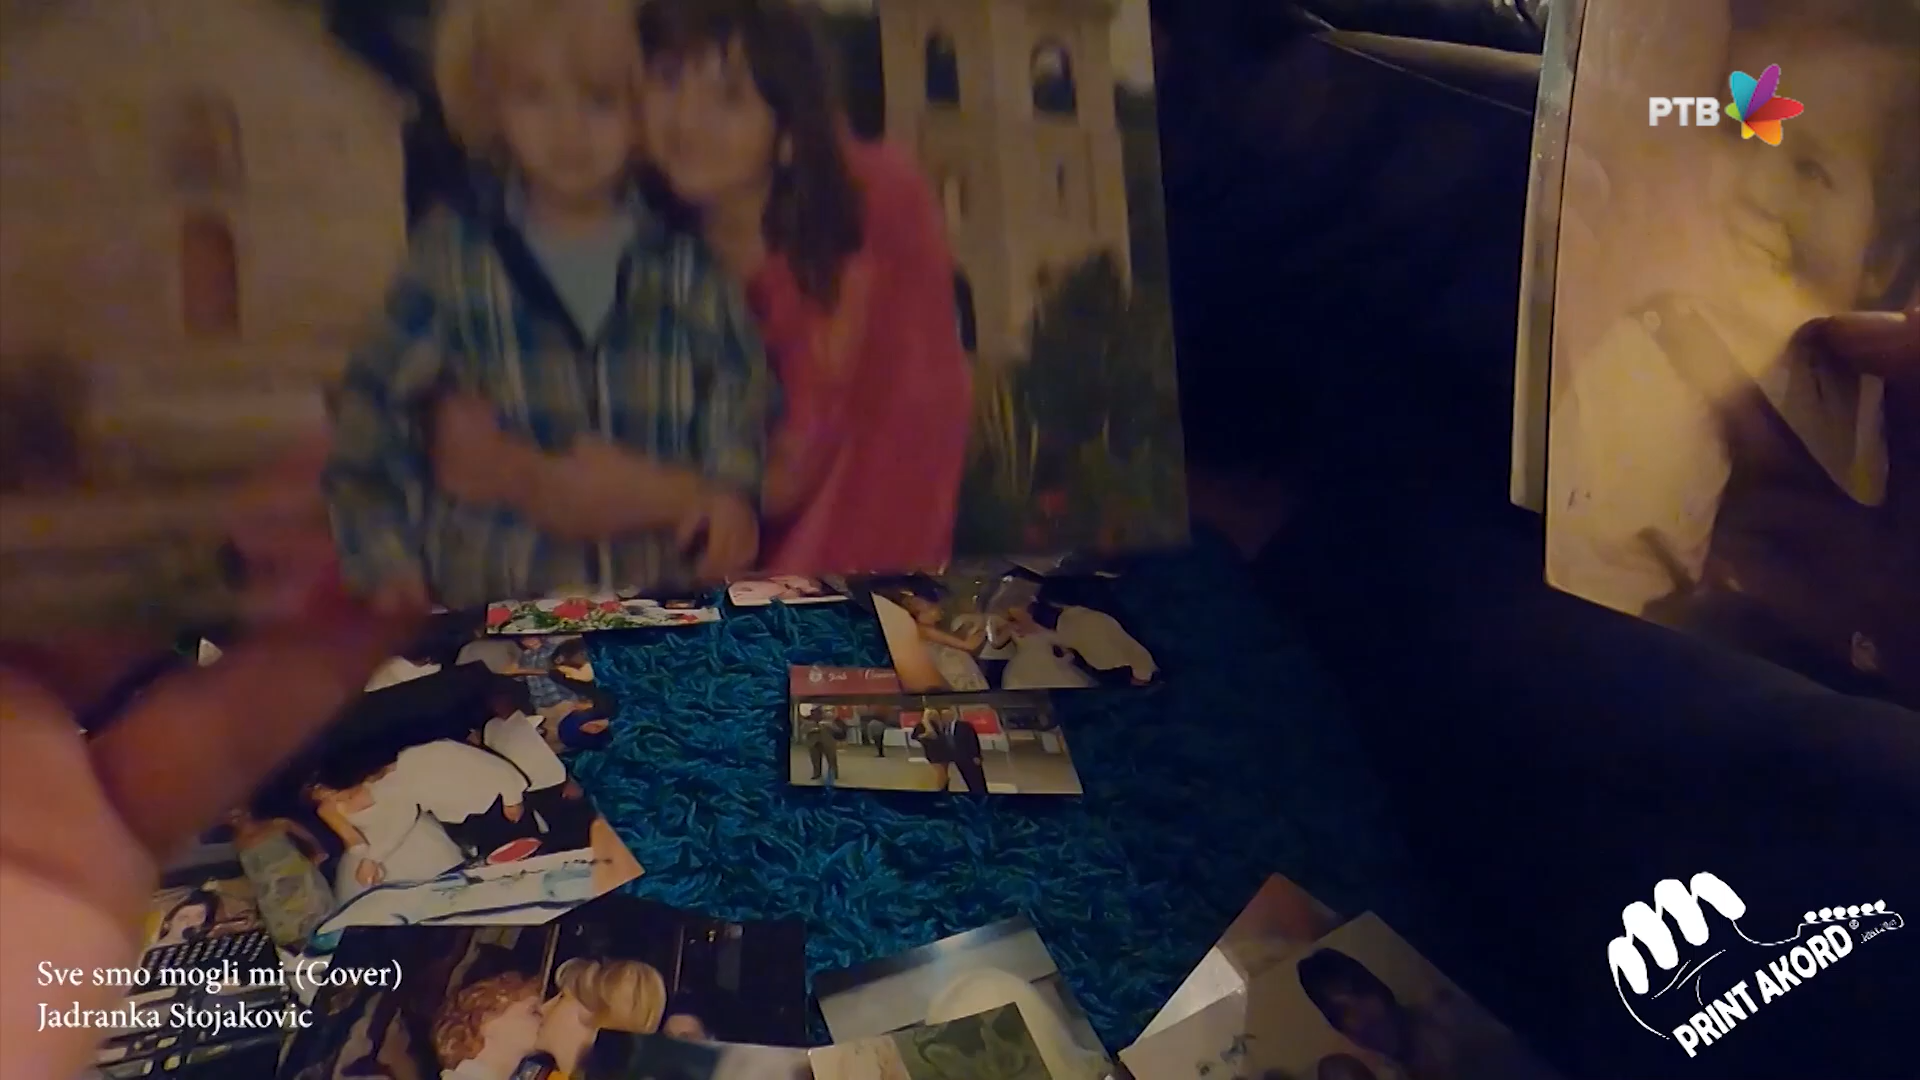 РТВ
Sve smo mogli mi (Cover)
Jadranka Stojakovic
PRINT AKORD®